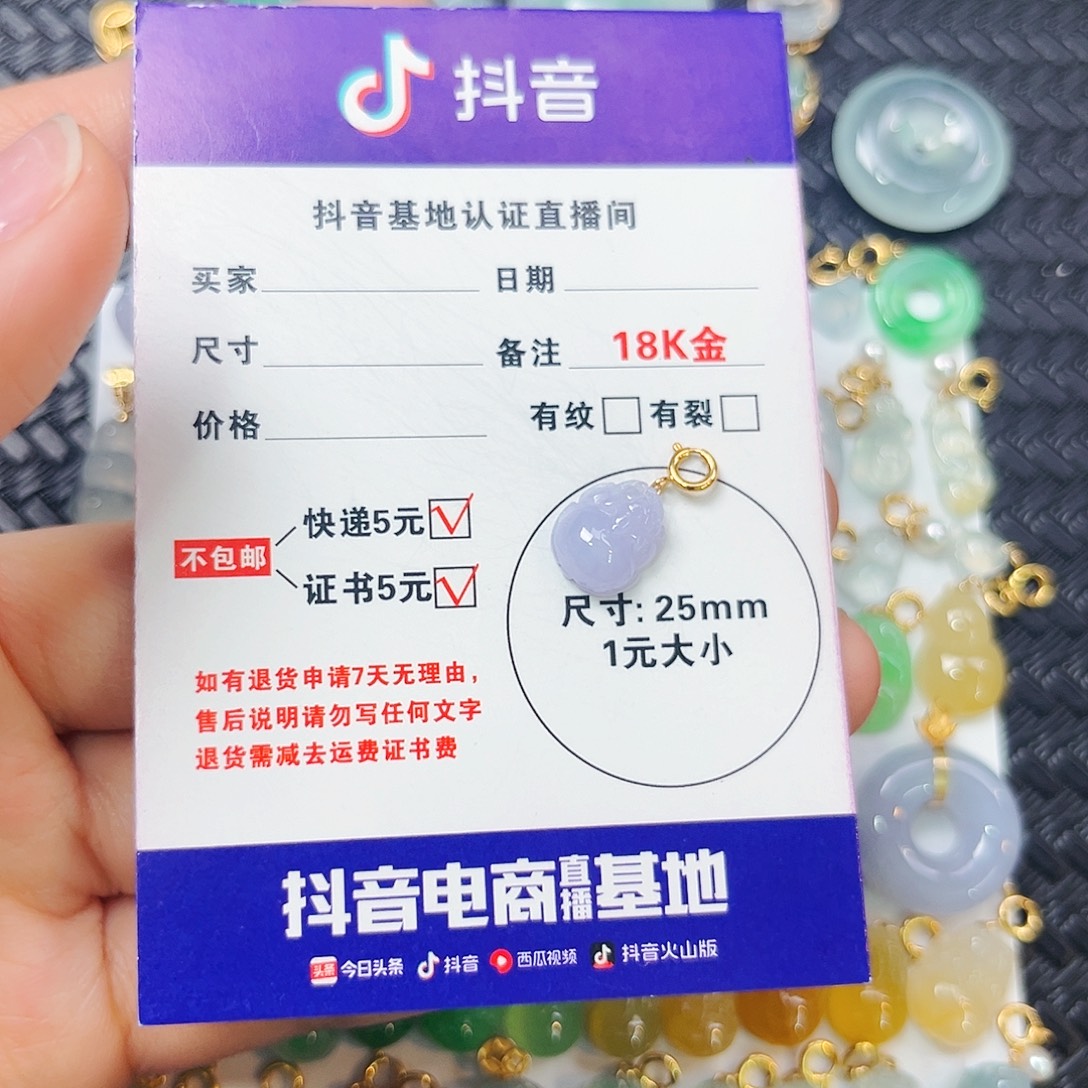 抖音
抖音基地认证直播间
买家 日期
尺寸 备注 18K金
价格 有纹 有裂
不包邮
快递5元
证书5元
尺寸: 25mm
1元大小
如有退货申请7天无理由，
售后说明请勿写任何文字
退货需减去运费证书费
抖音电商直播基地
头条 今日头条 抖音 西瓜视频 抖音火山版